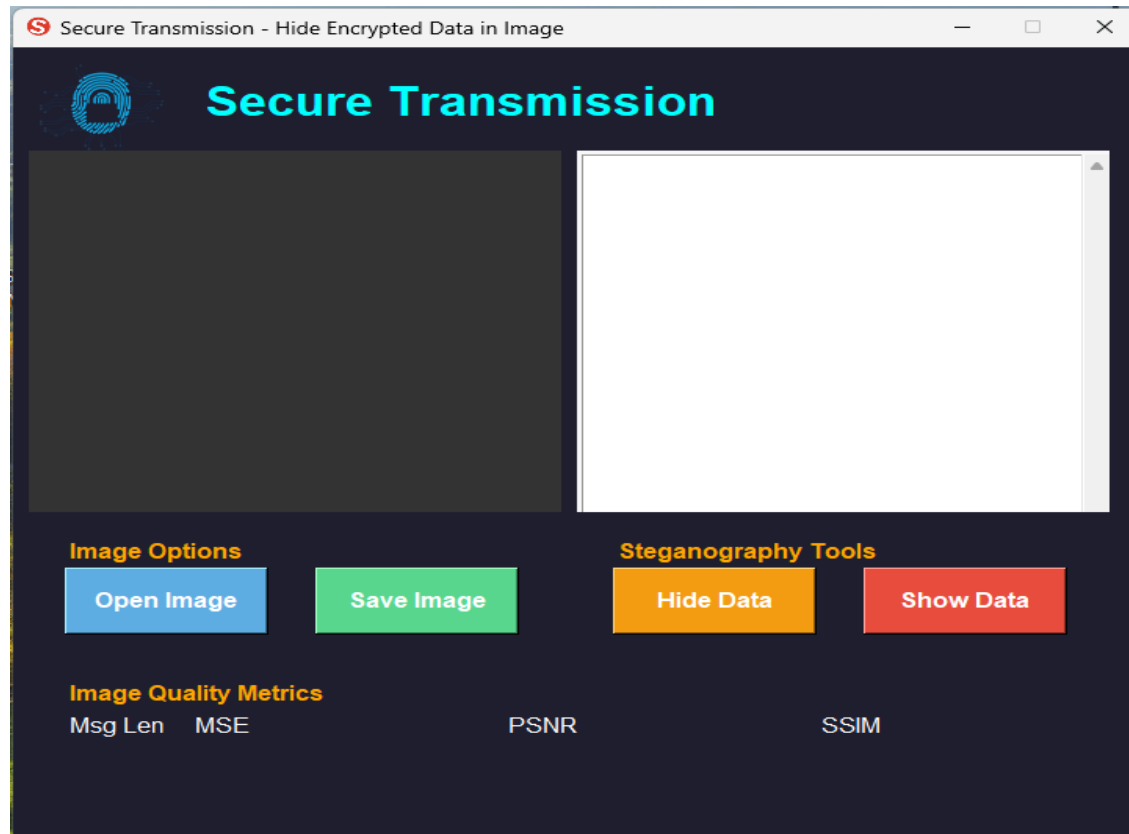 S Secure Transmission - Hide Encrypted Data in Image
Secure Transmission
Image Options
Steganography Tools
Open Image
Save Image
Hide Data
Show Data
Image Quality Metrics
Msg Len MSE PSNR SSIM